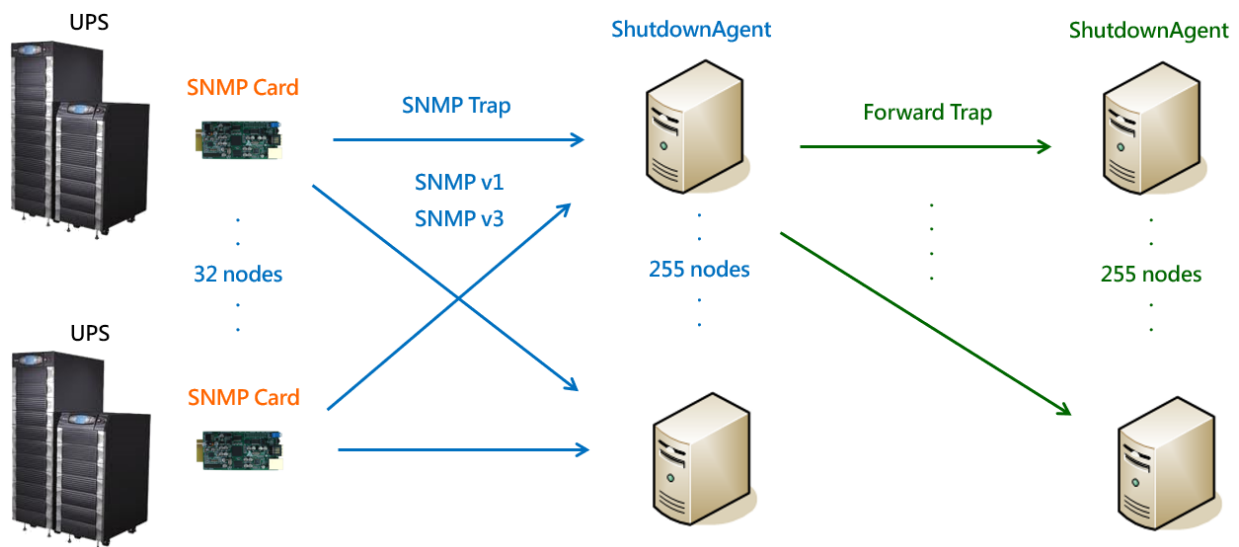 UPS
ShutdownAgent
ShutdownAgent
SNMP Card
SNMP Trap
Forward Trap
SNMP v1
SNMP v3
32 nodes
255 nodes
255 nodes
UPS
SNMP Card